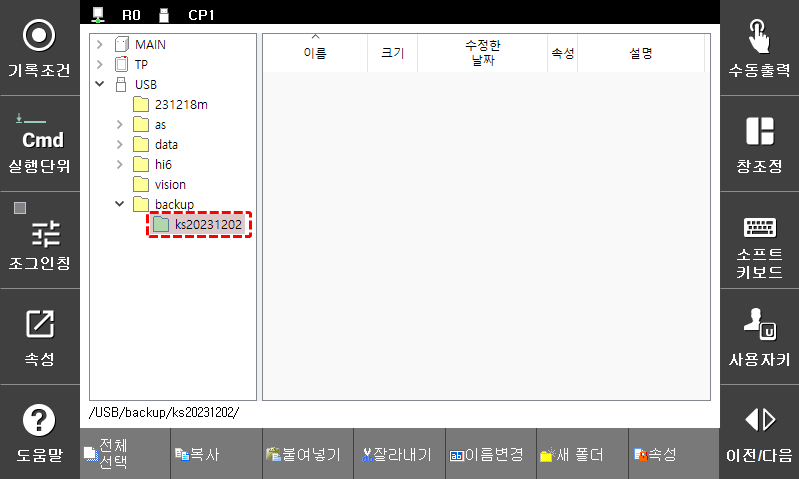 R0
CP1
기록조건
Cmd
실행단위
조그인칭
속성
도움말
MAIN
TP
USB
231218m
as
data
hi6
vision
backup
ks20231202
이름
크기
수정한
날짜
속성
설명
/USB/backup/ks20231202/
전체
선택
복사
붙여넣기
잘라내기
ab
이름변경
새 폴더
속성
수동출력
창조정
소프트
키보드
U
사용자키
이전/다음